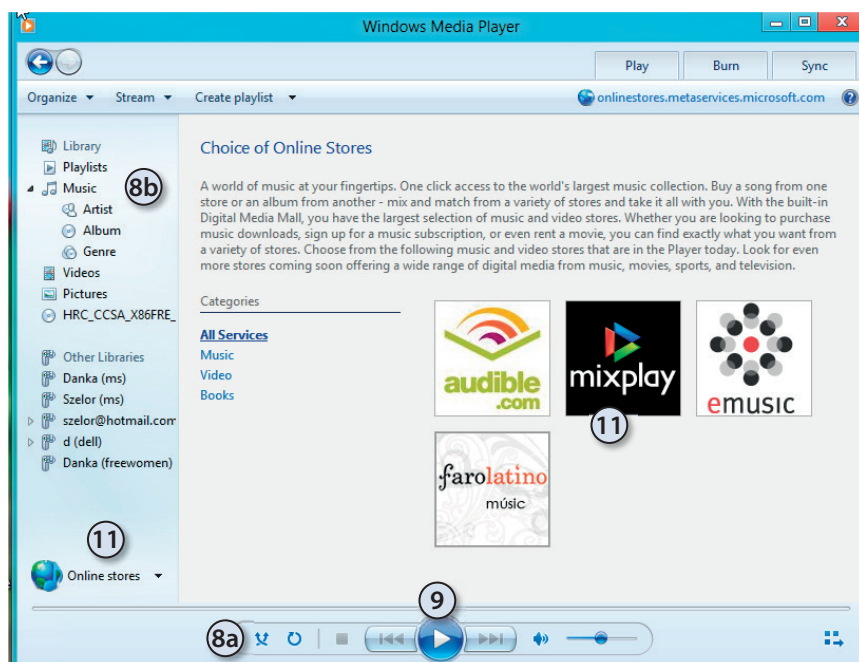 Windows Media Player
Play Burn Sync
Organize Stream Create playlist onlinestores.metaservices.microsoft.com
Library
Playlists
Music
8b
Artist
Album
Genre
Videos
Pictures
HRC_CCSA_X86FRE_
Other Libraries
Danka (ms)
Szelor (ms)
szelor@hotmail.com
d (dell)
Danka (freewomen)
11
Online stores
Choice of Online Stores
A world of music at your fingertips. One click access to the world's largest music collection. Buy a song from one
store or an album from another - mix and match from a variety of stores and take it all with you. With the built-in
Digital Media Mall, you have the largest selection of music and video stores. Whether you are looking to purchase
music downloads, sign up for a music subscription, or even rent a movie, you can find exactly what you want from
a variety of stores. Choose from the following music and video stores that are in the Player today. Look for even
more stores coming soon offering a wide range of digital media from music, movies, sports, and television.
Categories
All Services
Music
Video
Books
audible
.com
mixplay
11
emusic
farolatino
músic
9
8a